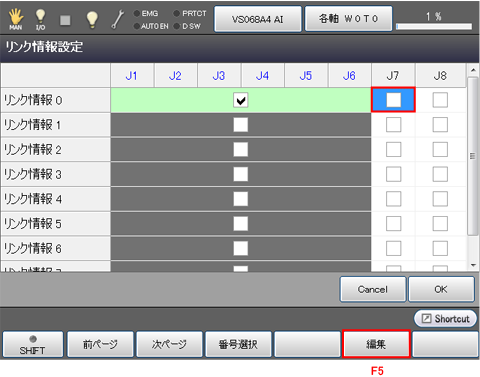 EMG PRTCT
MAN I/O AUTO EN D SW VS068A4 AI 各軸 W0T0 1 %
リンク情報設定
J1 J2 J3 J4 J5 J6 J7 J8
リンク情報 0
リンク情報 1
リンク情報 2
リンク情報 3
リンク情報 4
リンク情報 5
リンク情報 6
Cancel OK
Shortcut
SHIFT 前ページ 次ページ 番号選択 編集
F5